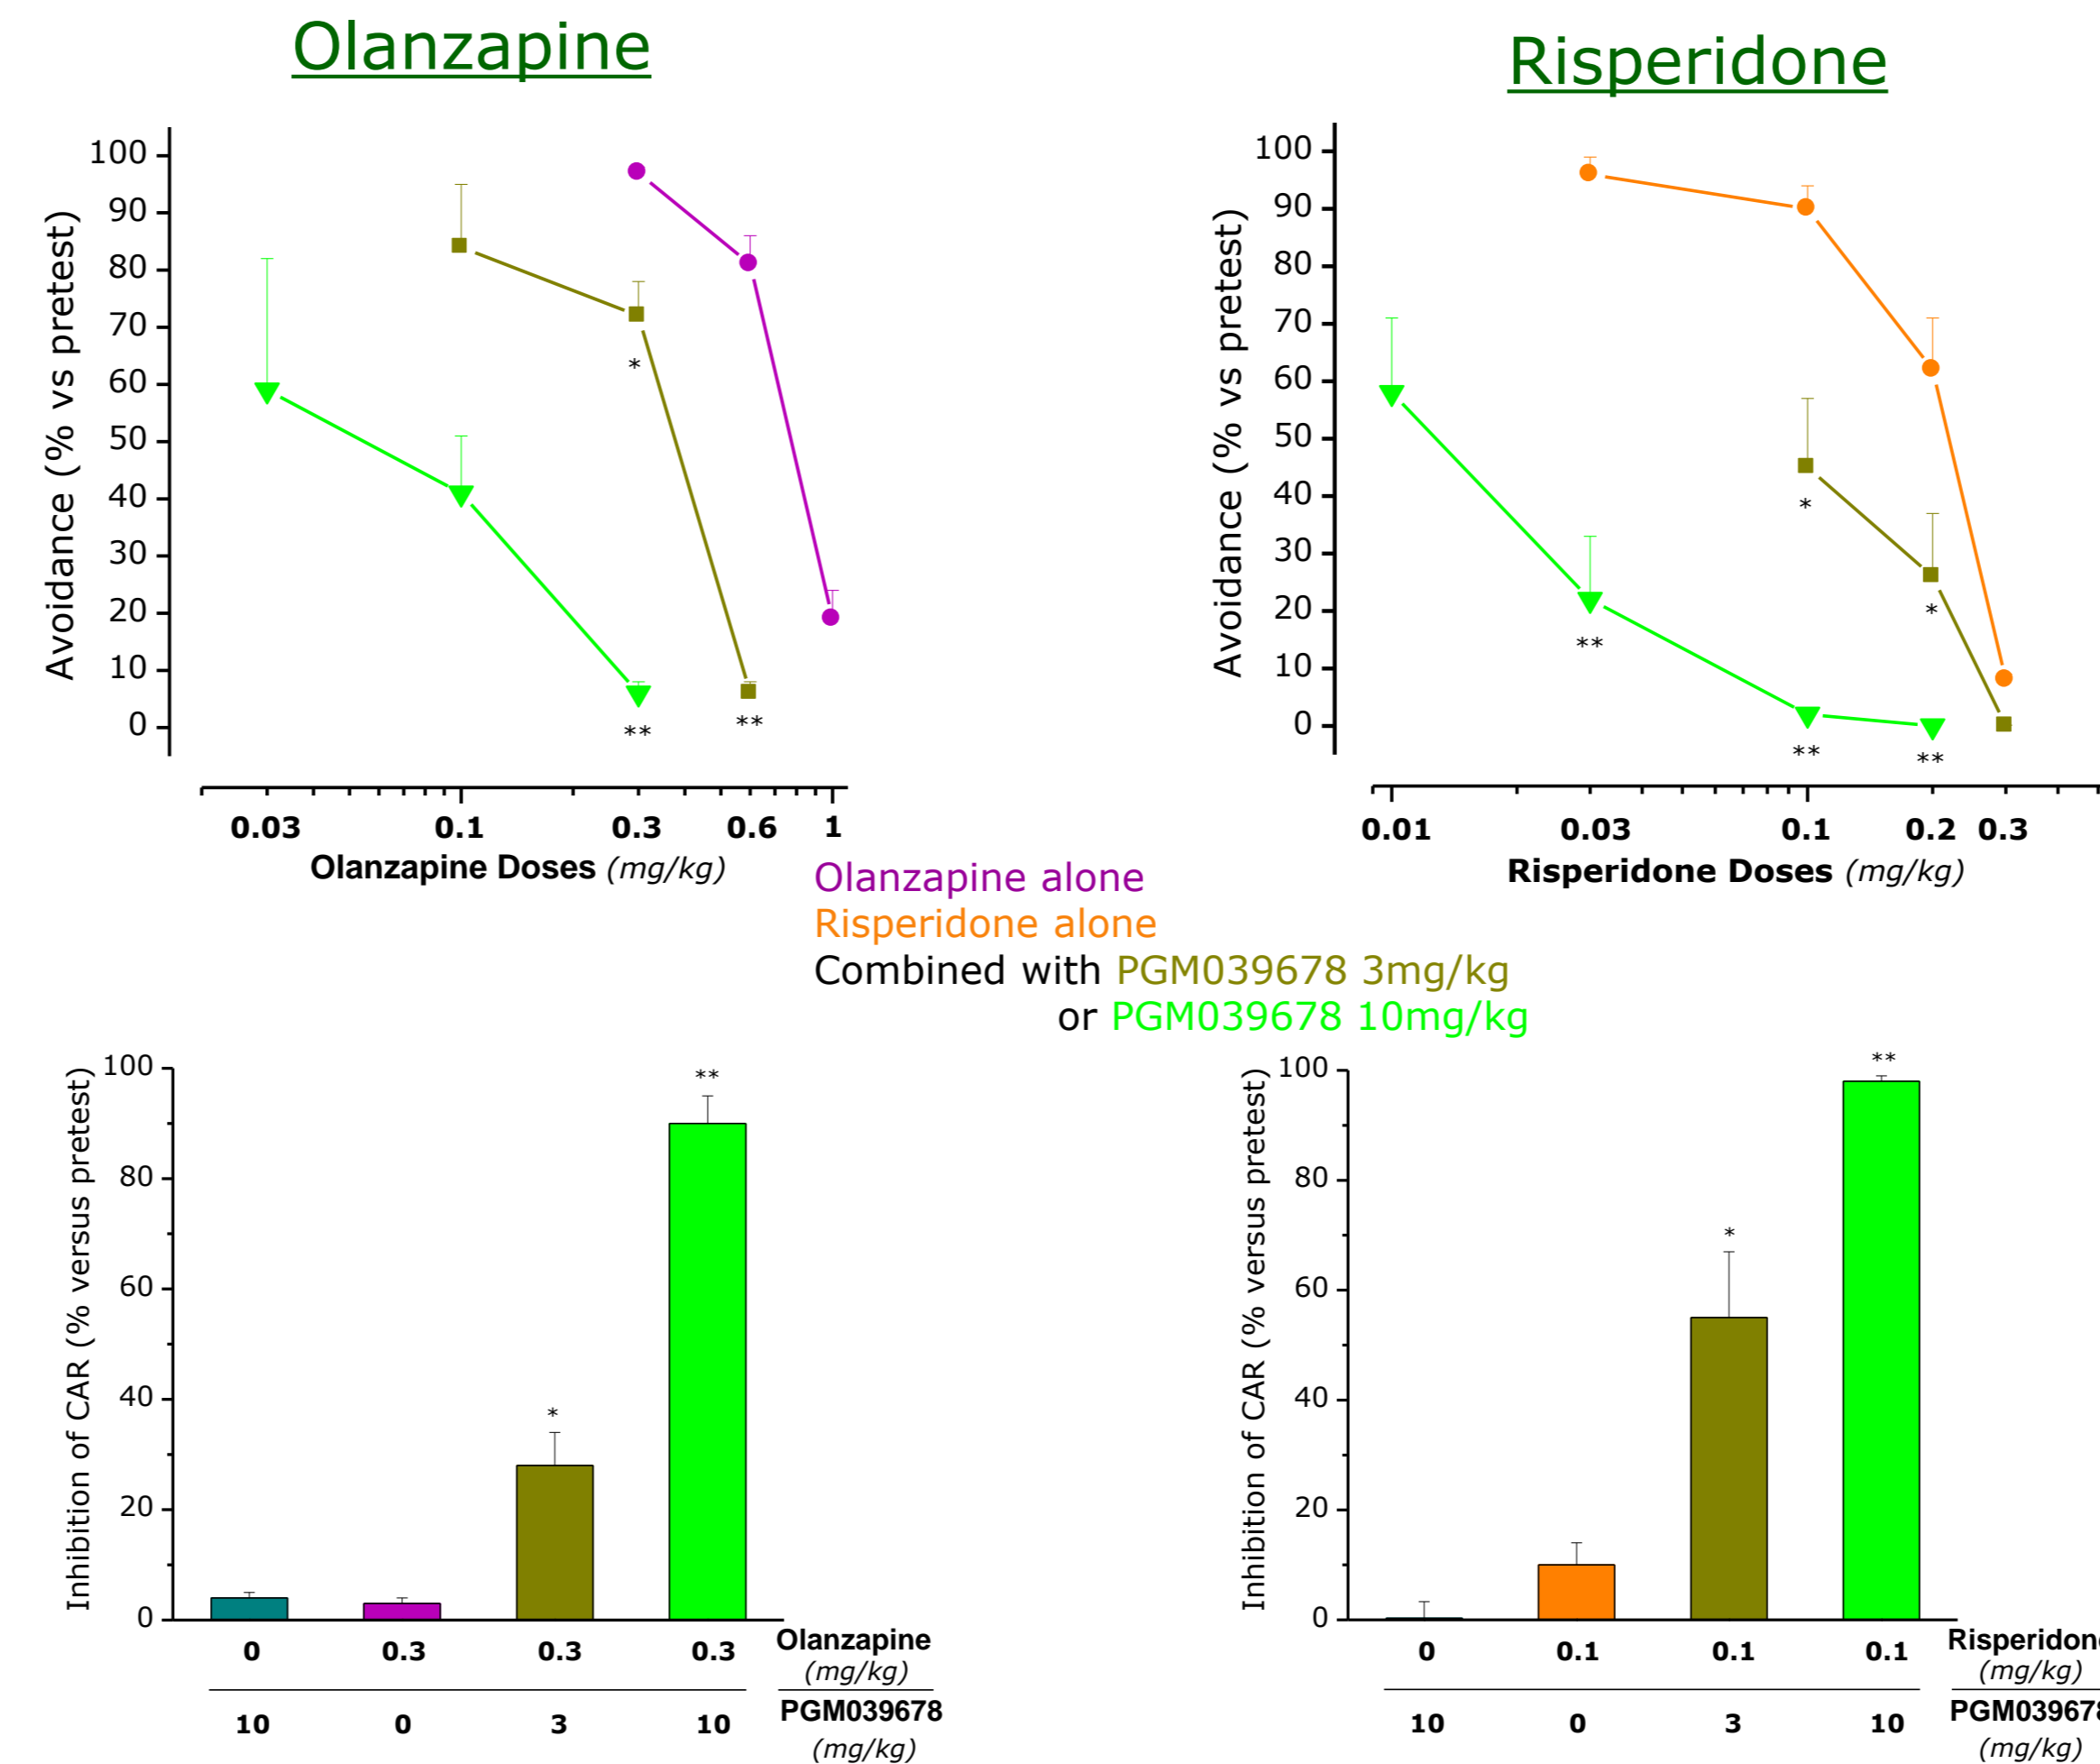 Olanzapine
Risperidone
Avoidance (% vs pretest)
100
90
80
70
60
50
40
30
20
10
0
*
**
**
0.03 0.1 0.3 0.6 1
Olanzapine Doses (mg/kg)
Avoidance (% vs pretest)
100
90
80
70
60
50
40
30
20
10
0
*
*
**
**
**
0.01 0.03 0.1 0.2 0.3
Risperidone Doses (mg/kg)
Olanzapine alone
Risperidone alone
Combined with PGM039678 3mg/kg
or PGM039678 10mg/kg
Inhibition of CAR (% versus pretest)
100
80
60
40
20
0
*
**
0 0.3 0.3 0.3 Olanzapine
(mg/kg)
10 0 3 10 PGM039678
(mg/kg)
Inhibition of CAR (% versus pretest)
100
80
60
40
20
0
*
**
0 0.1 0.1 0.1 Risperidone
(mg/kg)
10 0 3 10 PGM039678
(mg/kg)